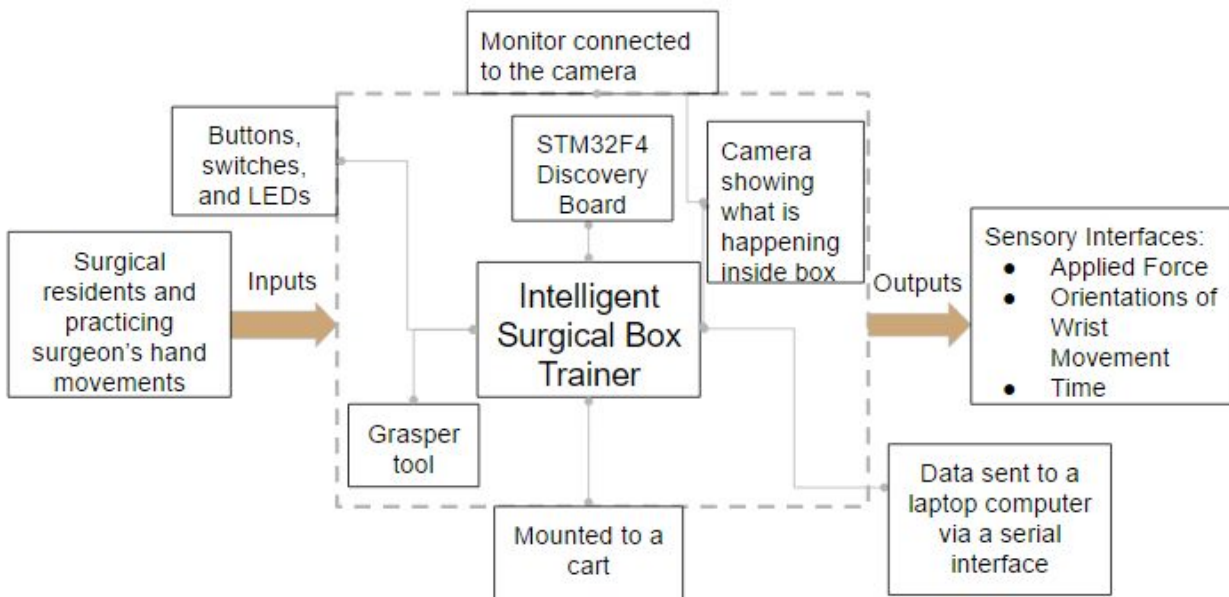 Monitor connected
to the camera
Buttons,
switches,
and LEDs
STM32F4
Discovery
Board
Camera
showing
what is
happening
inside box
Surgical
residents and
practicing
surgeon's hand
movements
Inputs
Intelligent
Surgical Box
Trainer
Outputs
Sensory Interfaces:
● Applied Force
● Orientations of
Wrist
Movement
● Time
Grasper
tool
Mounted to a
cart
Data sent to a
laptop computer
via a serial
interface